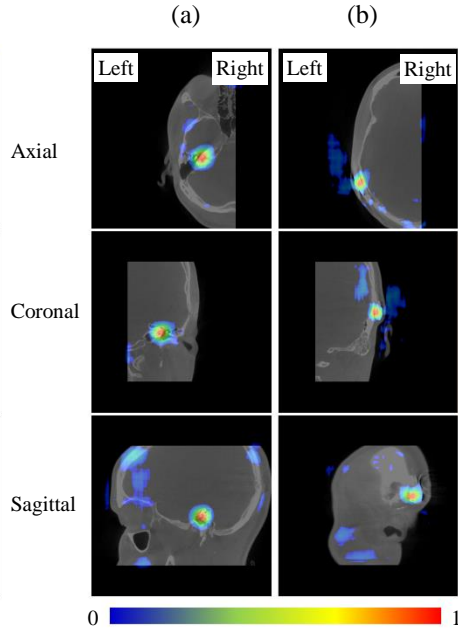 (a) (b)
Left Right Left Right
Axial
Coronal
Sagittal
0 1